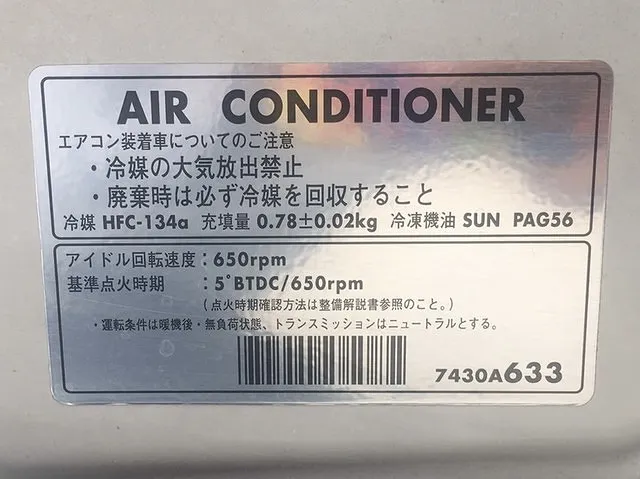 AIR CONDITIONER
エアコン装着車についてのご注意
・冷媒の大気放出禁止
・廃棄時は必ず冷媒を回収すること
冷媒 HFC-134a 充填量 0.78±0.02kg 冷凍機油 SUN PAG56
アイドル回転速度：650rpm
基準点火時期 ：5°BTDC/650rpm
(点火時期確認方法は整備解説書参照のこと。)
・運転条件は暖機後・無負荷状態、トランスミッションはニュートラルとする。
7430A633